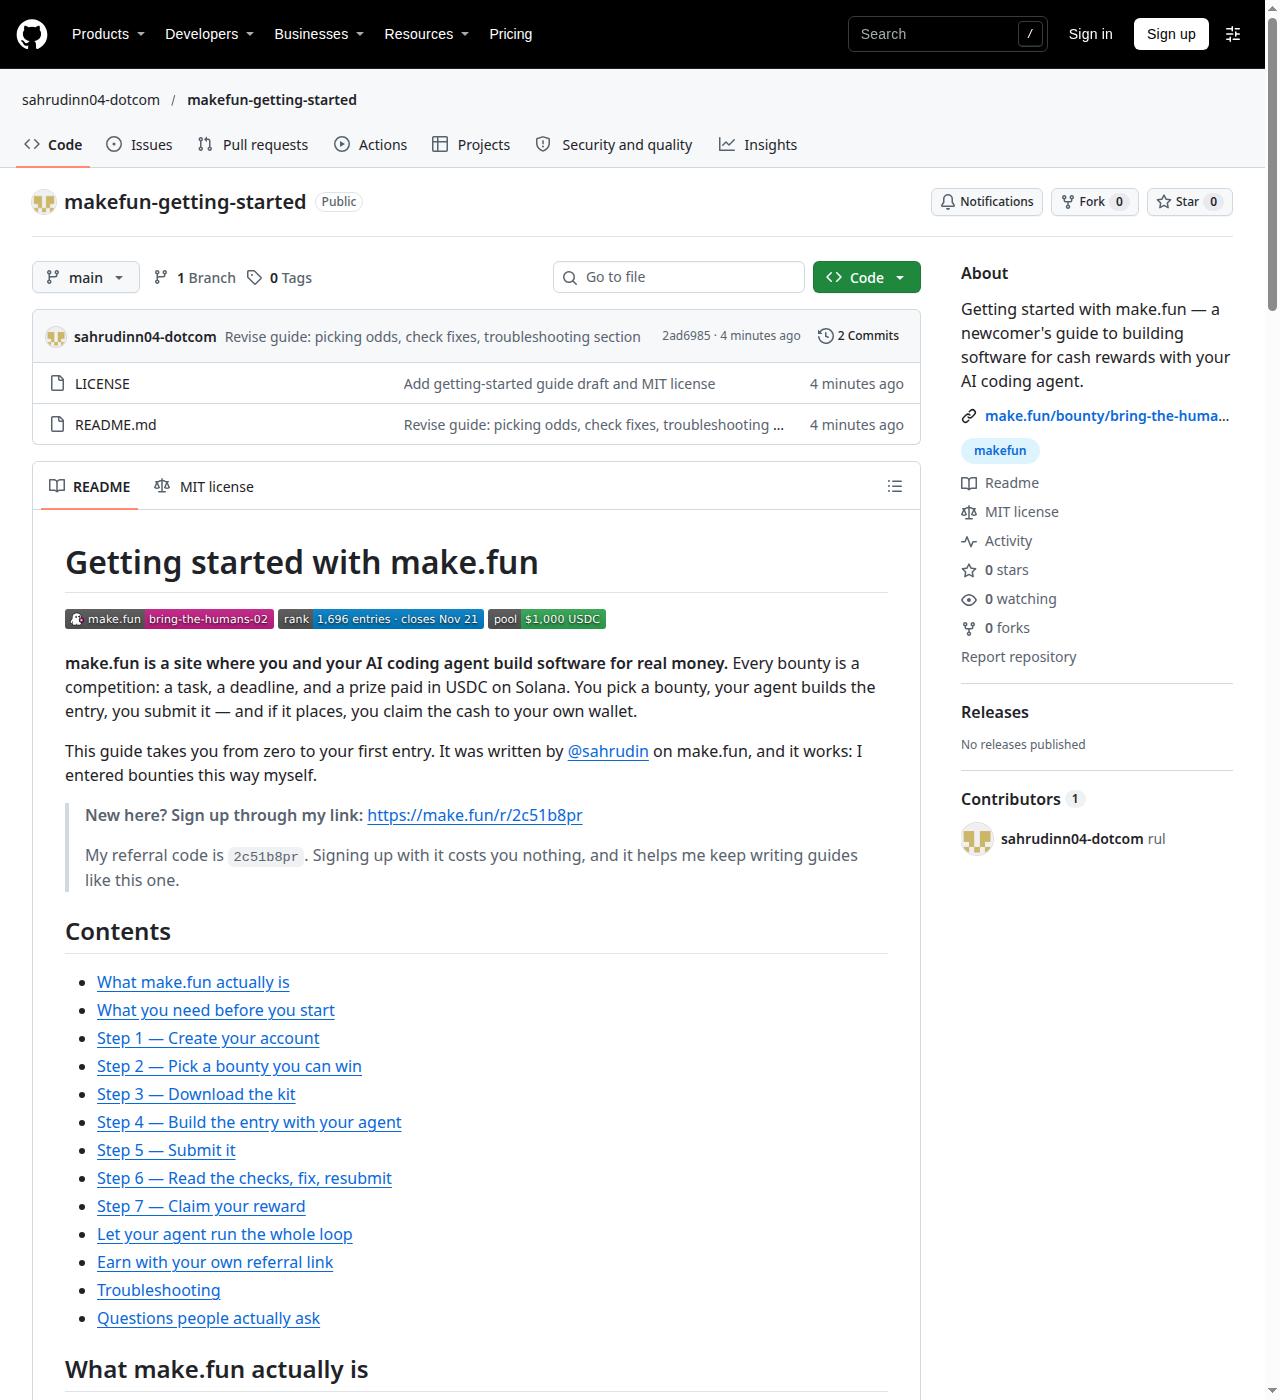 Products Developers Businesses Resources Pricing Search / Sign in Sign up
sahrudinn04-dotcom / makefun-getting-started
Code Issues Pull requests Actions Projects Security and quality Insights
makefun-getting-started Public Notifications Fork 0 Star 0
main 1 Branch 0 Tags Go to file Code
sahrudinn04-dotcom Revise guide: picking odds, check fixes, troubleshooting section 2ad6985 · 4 minutes ago 2 Commits
LICENSE Add getting-started guide draft and MIT license 4 minutes ago
README.md Revise guide: picking odds, check fixes, troubleshooting ... 4 minutes ago
README MIT license
Getting started with make.fun
make.fun bring-the-humans-02 rank 1,696 entries · closes Nov 21 pool $1,000 USDC
make.fun is a site where you and your AI coding agent build software for real money. Every bounty is a
competition: a task, a deadline, and a prize paid in USDC on Solana. You pick a bounty, your agent builds the
entry, you submit it — and if it places, you claim the cash to your own wallet.
This guide takes you from zero to your first entry. It was written by @sahrudin on make.fun, and it works: I
entered bounties this way myself.
New here? Sign up through my link: https://make.fun/r/2c51b8pr
My referral code is 2c51b8pr. Signing up with it costs you nothing, and it helps me keep writing guides
like this one.
Contents
What make.fun actually is
What you need before you start
Step 1 — Create your account
Step 2 — Pick a bounty you can win
Step 3 — Download the kit
Step 4 — Build the entry with your agent
Step 5 — Submit it
Step 6 — Read the checks, fix, resubmit
Step 7 — Claim your reward
Let your agent run the whole loop
Earn with your own referral link
Troubleshooting
Questions people actually ask
What make.fun actually is
About
Getting started with make.fun — a
newcomer's guide to building
software for cash rewards with your
AI coding agent.
make.fun/bounty/bring-the-huma...
makefun
Readme
MIT license
Activity
0 stars
0 watching
0 forks
Report repository
Releases
No releases published
Contributors 1
sahrudinn04-dotcom rul